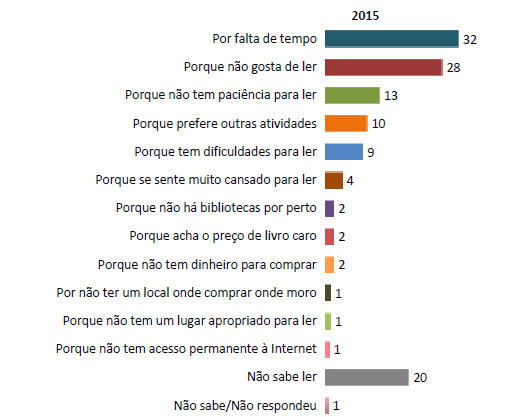 2015
Por falta de tempo 32
Porque não gosta de ler 28
Porque não tem paciência para ler 13
Porque prefere outras atividades 10
Porque tem dificuldades para ler 9
Porque se sente muito cansado para ler 4
Porque não há bibliotecas por perto 2
Porque acha o preço de livro caro 2
Porque não tem dinheiro para comprar 2
Por não ter um local onde comprar onde moro 1
Porque não tem um lugar apropriado para ler 1
Porque não tem acesso permanente à Internet 1
Não sabe ler 20
Não sabe/Não respondeu 1